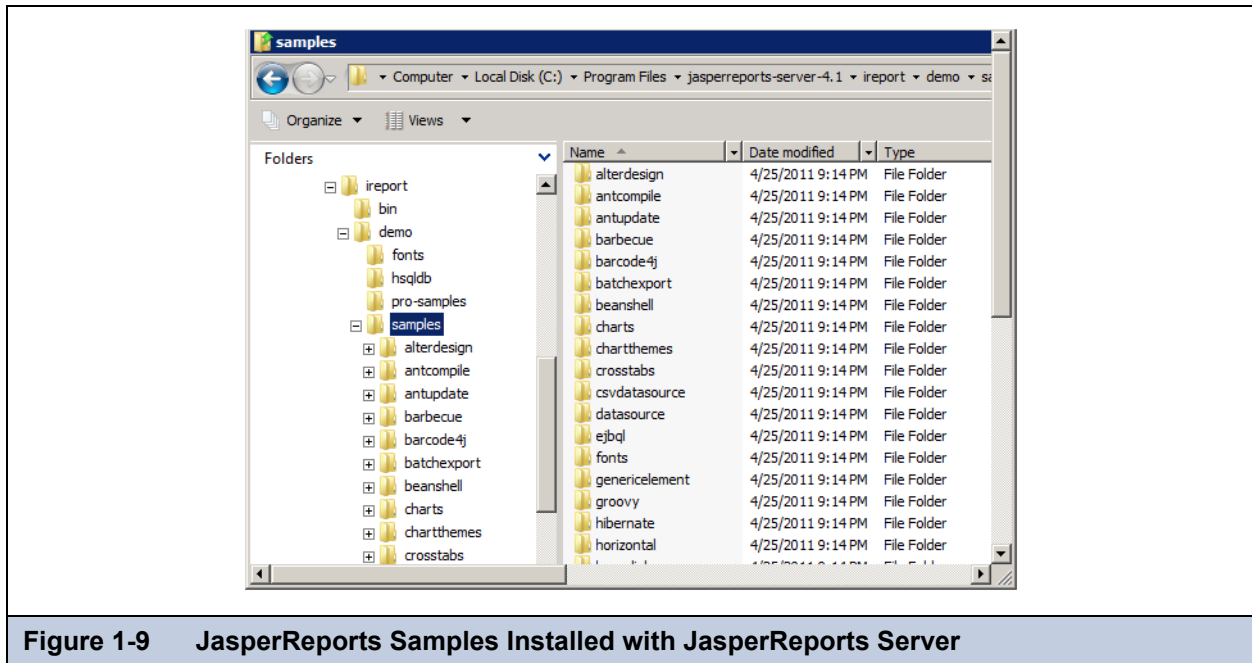 samples
Computer Local Disk (C:) Program Files jasperreports-server-4.1 ireport demo
Organize Views
Folders
Name Date modified Type
ireport
bin
demo
fonts
hsqldb
pro-samples
samples
alterdesign
antcompile
antupdate
barbecue
barcode4j
batchexport
beanshell
charts
chartthemes
crosstabs
alterdesign 4/25/2011 9:14 PM File Folder
antcompile 4/25/2011 9:14 PM File Folder
antupdate 4/25/2011 9:14 PM File Folder
barbecue 4/25/2011 9:14 PM File Folder
barcode4j 4/25/2011 9:14 PM File Folder
batchexport 4/25/2011 9:14 PM File Folder
beanshell 4/25/2011 9:14 PM File Folder
charts 4/25/2011 9:14 PM File Folder
chartthemes 4/25/2011 9:14 PM File Folder
crosstabs 4/25/2011 9:14 PM File Folder
csvdatasource 4/25/2011 9:14 PM File Folder
datasource 4/25/2011 9:14 PM File Folder
ejbql 4/25/2011 9:14 PM File Folder
fonts 4/25/2011 9:14 PM File Folder
genericelement 4/25/2011 9:14 PM File Folder
groovy 4/25/2011 9:14 PM File Folder
hibernate 4/25/2011 9:14 PM File Folder
horizontal 4/25/2011 9:14 PM File Folder
Figure 1-9 JasperReports Samples Installed with JasperReports Server